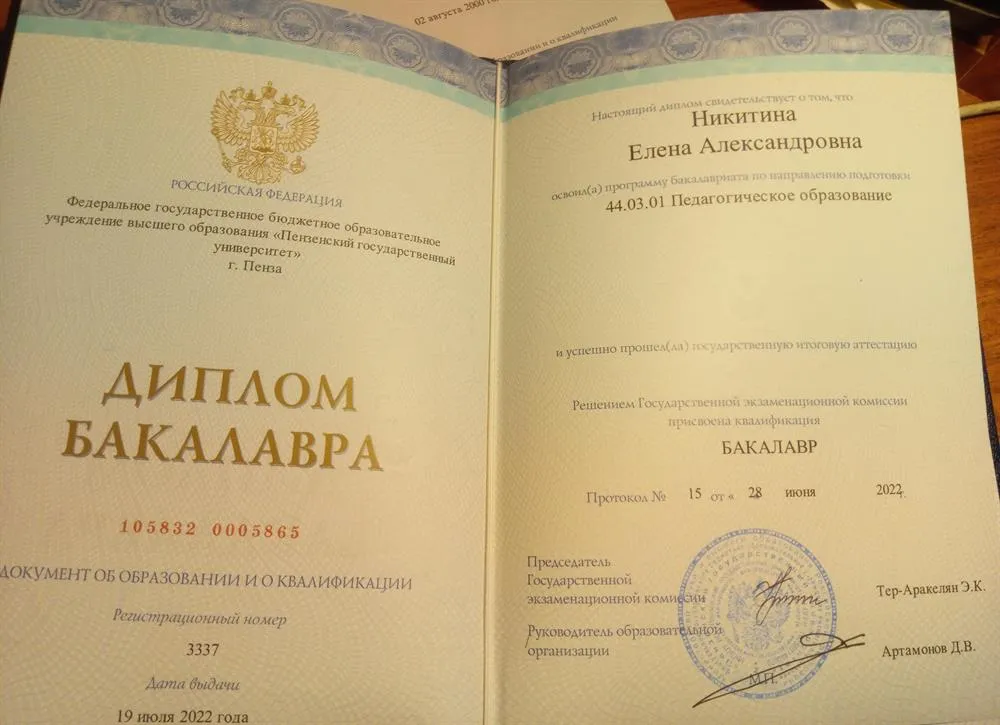 02 августа 2000
о квалификации
РОССИЙСКАЯ ФЕДЕРАЦИЯ
Федеральное государственное бюджетное образовательное
учреждение высшего образования «Пензенский государственный
университет»
г. Пенза
ДИПЛОМ
БАКАЛАВРА
105832 0005865
ДОКУМЕНТ ОБ ОБРАЗОВАНИИ И О КВАЛИФИКАЦИИ
Регистрационный номер
3337
Дата выдачи
19 июля 2022 года
Настоящий диплом свидетельствует о том, что
Никитина
Елена Александровна
освоил(а) программу бакалавриата по направлению подготовки
44.03.01 Педагогическое образование
и успешно прошел(ла) государственную итоговую аттестацию
Решением Государственной экзаменационной комиссии
присвоена квалификация
БАКАЛАВР
Протокол № 15 от « 28 июня 2022г.
Председатель
Государственной
экзаменационной комиссии
Тер-Аракелян Э.К.
Руководитель образовательной
организации
Артамонов Д.В.
М.П.